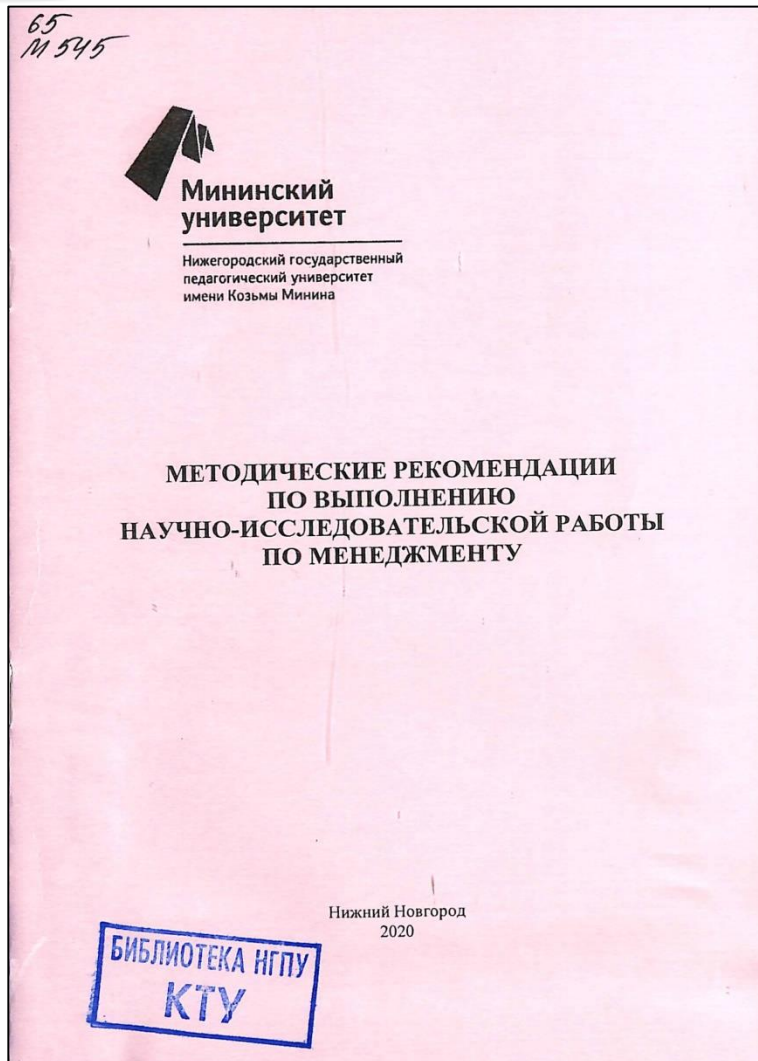 65
М 545
Мининский
университет
Нижегородский государственный
педагогический университет
имени Козьмы Минина
МЕТОДИЧЕСКИЕ РЕКОМЕНДАЦИИ
ПО ВЫПОЛНЕНИЮ
НАУЧНО-ИССЛЕДОВАТЕЛЬСКОЙ РАБОТЫ
ПО МЕНЕДЖМЕНТУ
Нижний Новгород
2020
БИБЛИОТЕКА НГПУ
КТУ